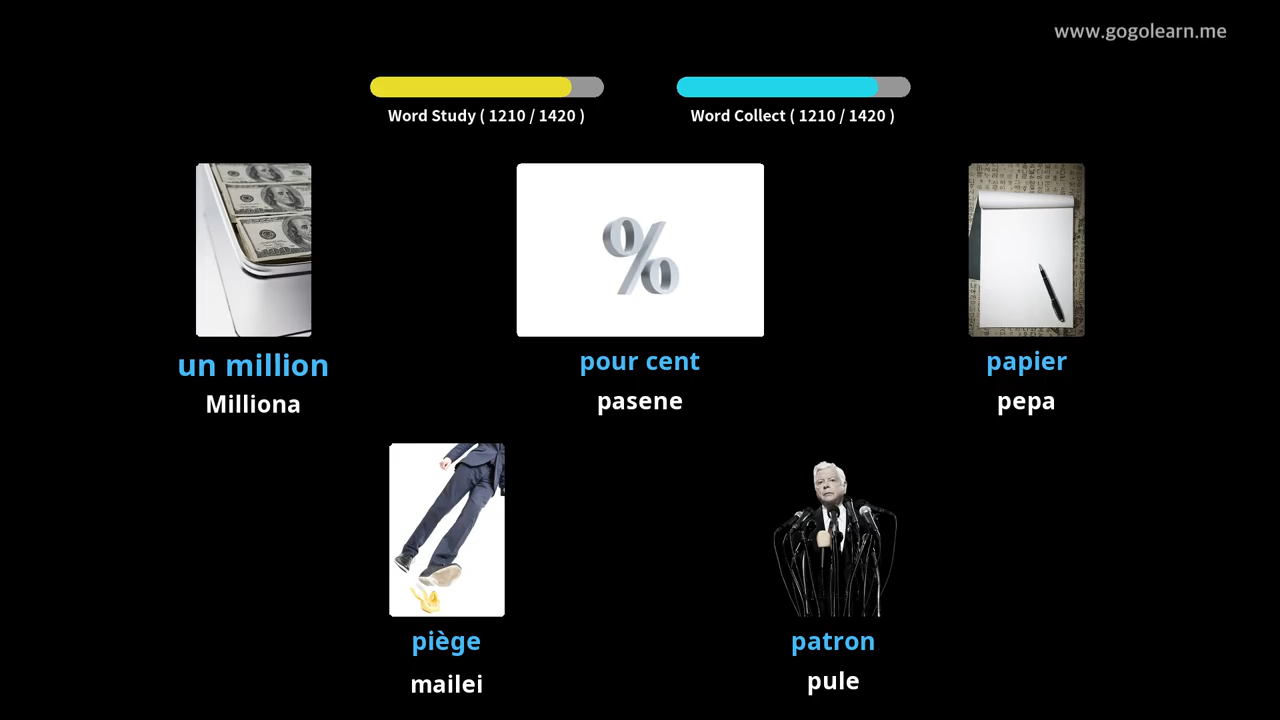 www.gogolearn.me
Word Study ( 1210 / 1420 )
Word Collect ( 1210 / 1420 )
%
un million
Milliona
pour cent
pasene
papier
pepa
piège
mailei
patron
pule